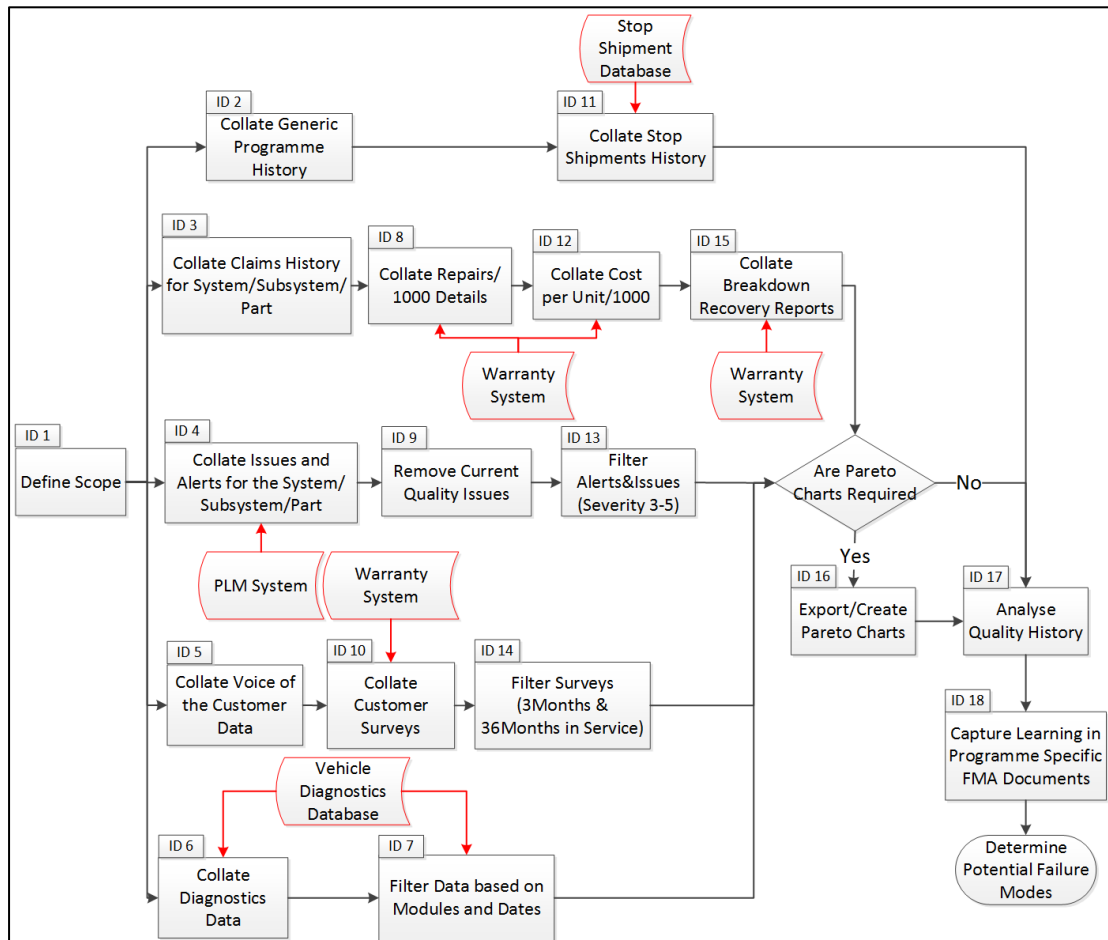 Stop
Shipment
Database
ID 2
Collate Generic
Programme
History
ID 11
Collate Stop
Shipments History
ID 3
Collate Claims History
for System/Subsystem/
Part
ID 8
Collate Repairs/
1000 Details
ID 12
Collate Cost
per Unit/1000
ID 15
Collate
Breakdown
Recovery Reports
Warranty
System
Warranty
System
ID 1
Define Scope
ID 4
Collate Issues and
Alerts for the System/
Subsystem/Part
ID 9
Remove Current
Quality Issues
ID 13
Filter
Alerts&Issues
(Severity 3-5)
Are Pareto
Charts Required
No
Yes
PLM System
Warranty
System
ID 16
Export/Create
Pareto Charts
ID 17
Analyse
Quality History
ID 5
Collate Voice of
the Customer
Data
ID 10
Collate
Customer
Surveys
ID 14
Filter Surveys
(3Months &
36Months in Service)
ID 18
Capture Learning in
Programme Specific
FMA Documents
Vehicle
Diagnostics
Database
ID 6
Collate
Diagnostics
Data
ID 7
Filter Data based on
Modules and Dates
Determine
Potential Failure
Modes